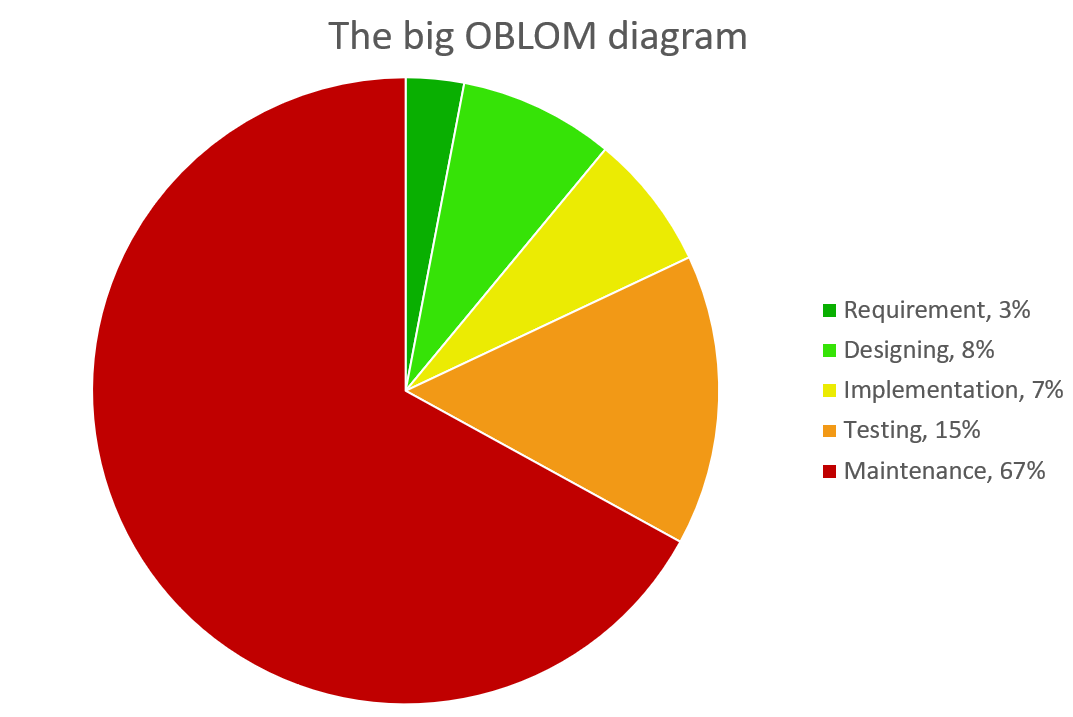 The big OBLOM diagram
Requirement, 3%
Designing, 8%
Implementation, 7%
Testing, 15%
Maintenance, 67%